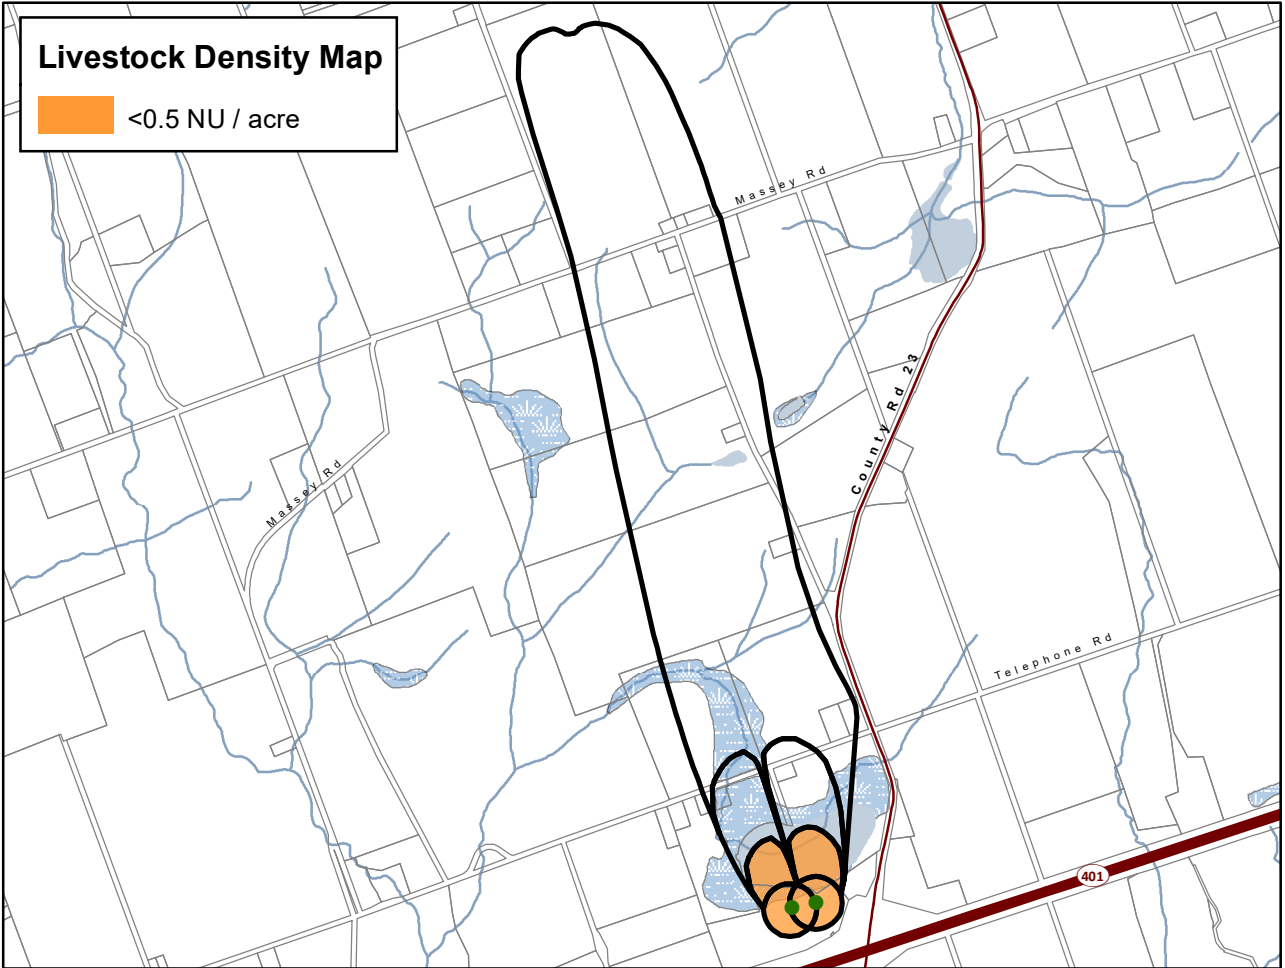 Livestock Density Map
<0.5 NU / acre
Massey Rd
County Rd 23
Massey Rd
Telephone Rd
401